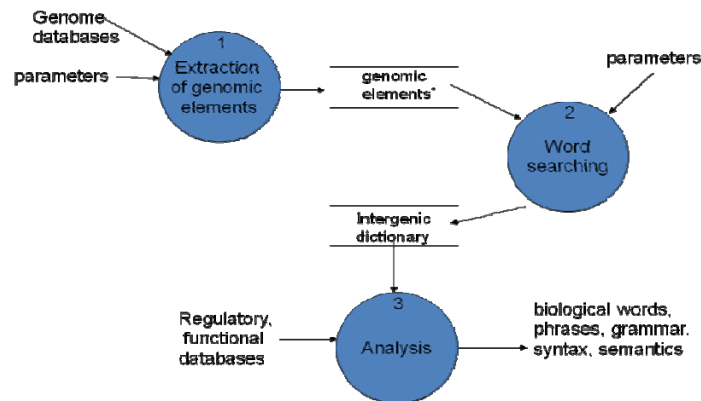 Genome
databases
parameters
1
Extraction
of genomic
elements
genomic
elements*
parameters
2
Word
searching
Intergenic
dictionary
Regulatory,
functional
databases
3
Analysis
biological words,
phrases, grammar.
syntax, semantics